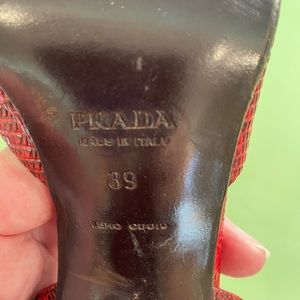 PRADA
MADE IN ITALY
39
VERO CUOIO